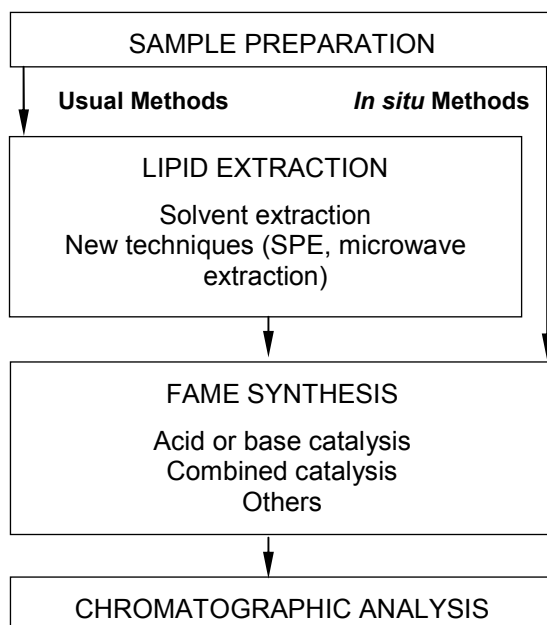 SAMPLE PREPARATION
Usual Methods
In situ Methods
LIPID EXTRACTION
Solvent extraction
New techniques (SPE, microwave
extraction)
FAME SYNTHESIS
Acid or base catalysis
Combined catalysis
Others
CHROMATOGRAPHIC ANALYSIS